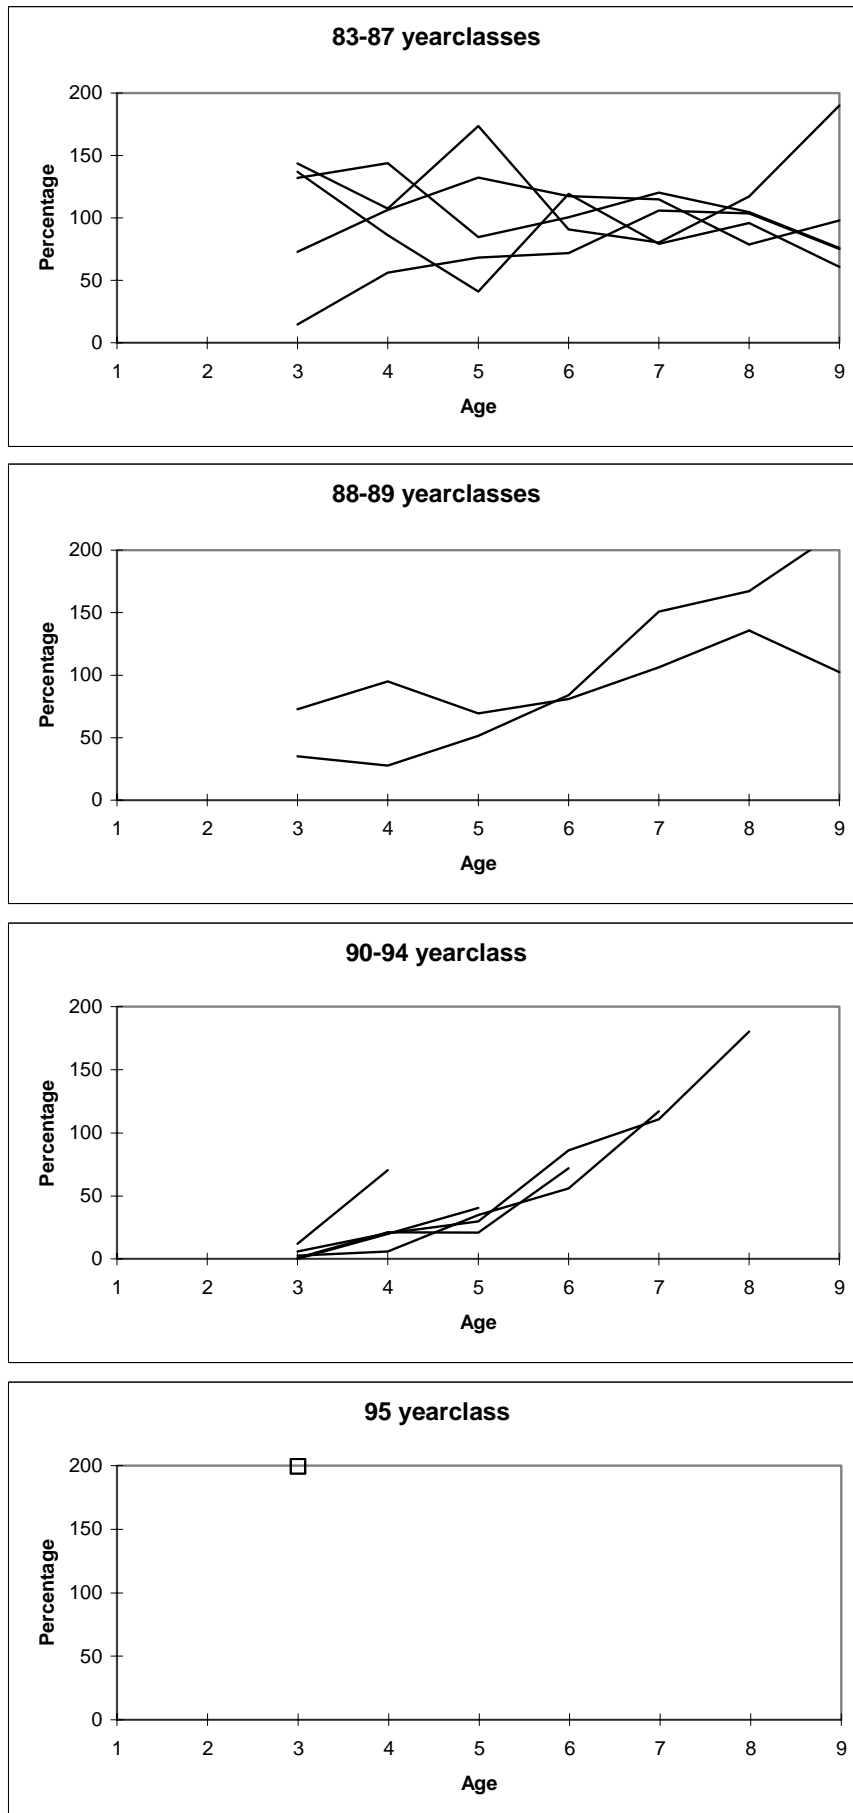 83-87 yearclasses
200
150
100
50
0
Percentage
1 2 3 4 5 6 7 8 9
Age
88-89 yearclasses
200
150
100
50
0
Percentage
1 2 3 4 5 6 7 8 9
Age
90-94 yearclass
200
150
100
50
0
Percentage
1 2 3 4 5 6 7 8 9
Age
95 yearclass
200
150
100
50
0
Percentage
1 2 3 4 5 6 7 8 9
Age